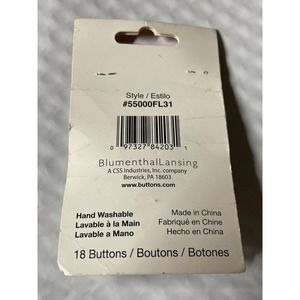 Style / Estilo
#55000FL31
0 97327 84203 1
BlumenthalLansing
A CSS Industries, Inc. company
Berwick, PA 18603
www.buttons.com
Hand Washable
Lavable à la Main
Lavable a Mano
Made in China
Fabriqué en Chine
Hecho en China
18 Buttons / Boutons / Botones